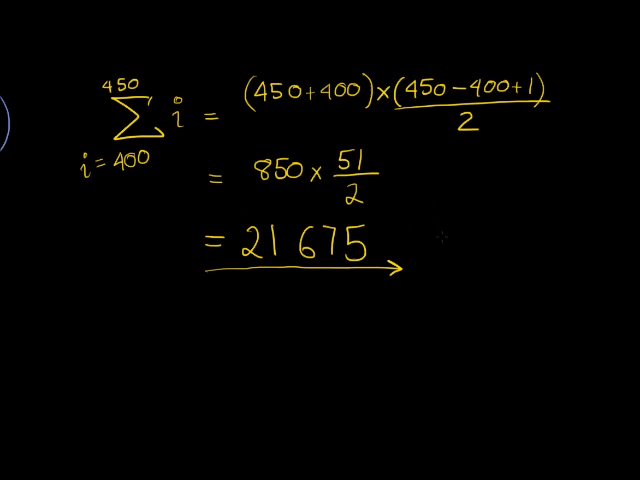 450
∑ i = (450+400) × (450-400+1)
i = 400
2
= 850 × 51
2
= 21 675